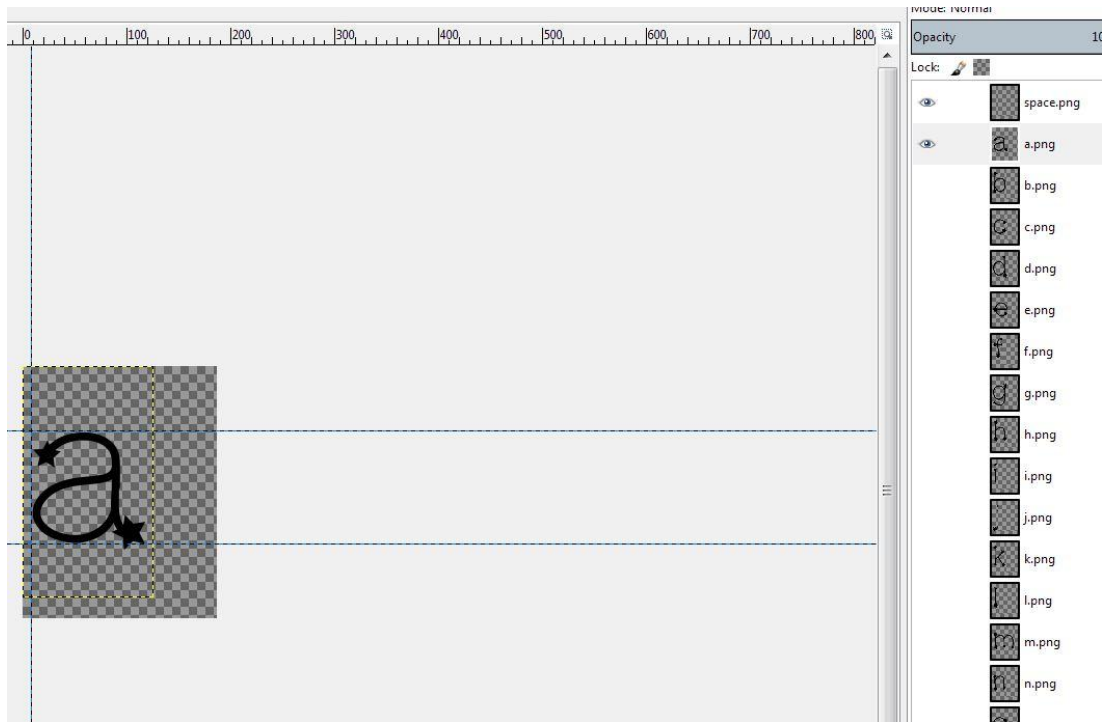 Mode: Normal
0 100 200 300 400 500 600 700 800
Opacity 10
Lock:
space.png
a.png
b.png
c.png
d.png
e.png
f.png
g.png
h.png
i.png
j.png
k.png
l.png
m.png
n.png
a